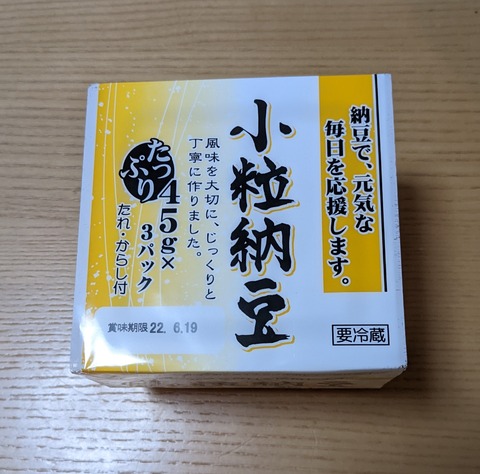 納豆で、元気な
毎日を応援します。
小粒納豆
風味を大切に、じっくりと
丁寧に作りました。
たっぷり
45g×
3パック
たれ・からし付
賞味期限 22. 6.19
要冷蔵